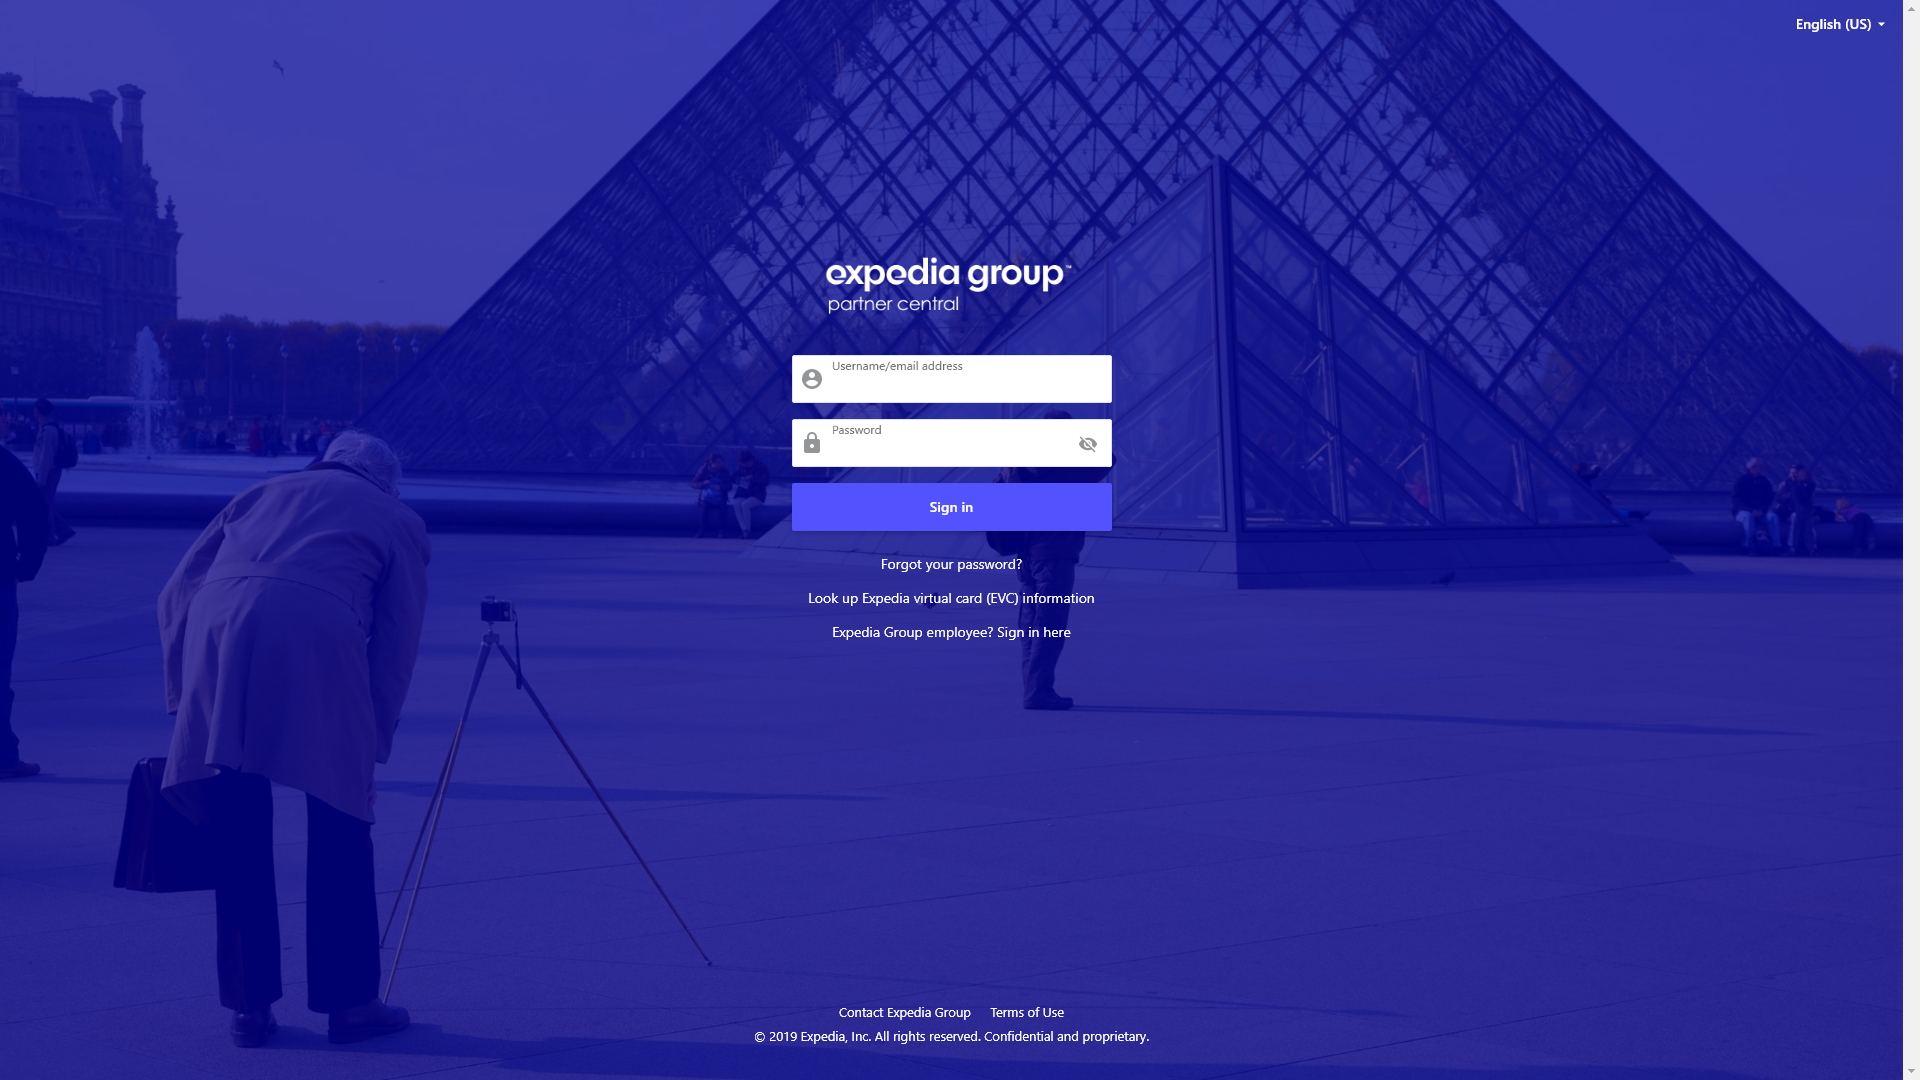 English (US)
expedia group™
partner central
Username/email address
Password
Sign in
Forgot your password?
Look up Expedia virtual card (EVC) information
Expedia Group employee? Sign in here
Contact Expedia Group Terms of Use
© 2019 Expedia, Inc. All rights reserved. Confidential and proprietary.